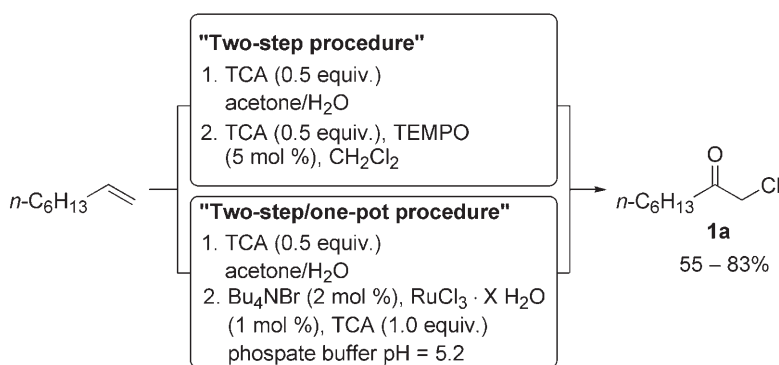 "Two-step procedure"
1. TCA (0.5 equiv.)
acetone/H₂O
2. TCA (0.5 equiv.), TEMPO
(5 mol %), CH₂Cl₂
n-C₆H₁₃
"Two-step/one-pot procedure"
1. TCA (0.5 equiv.)
acetone/H₂O
2. Bu₄NBr (2 mol %), RuCl₃ · X H₂O
(1 mol %), TCA (1.0 equiv.)
phospate buffer pH = 5.2
O
Cl
n-C₆H₁₃
1a
55 – 83%